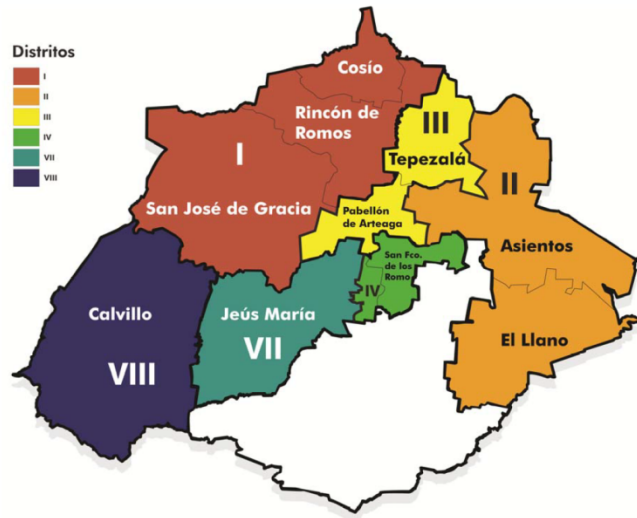 Distritos
I
II
III
IV
VII
VIII
Cosío
Rincón de
Romos
I
San José de Gracia
III
Tepezalá
II
Pabellón
de Arteaga
Asientos
San Fco.
de los
Romo
IV
Calvillo
VIII
Jeús María
VII
El Llano